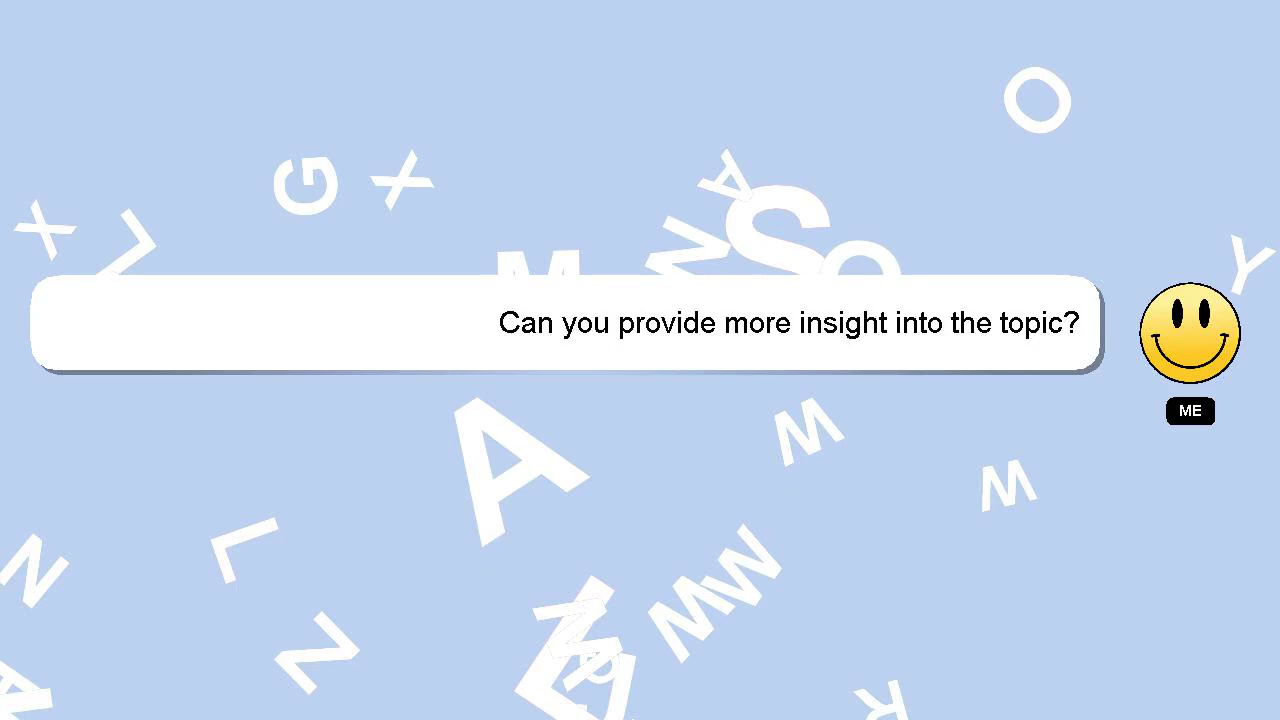 O
G
X
A
S
X
L
N
M
O
Y
Can you provide more insight into the topic?
ME
A
W
W
L
N
W
M
Z
R